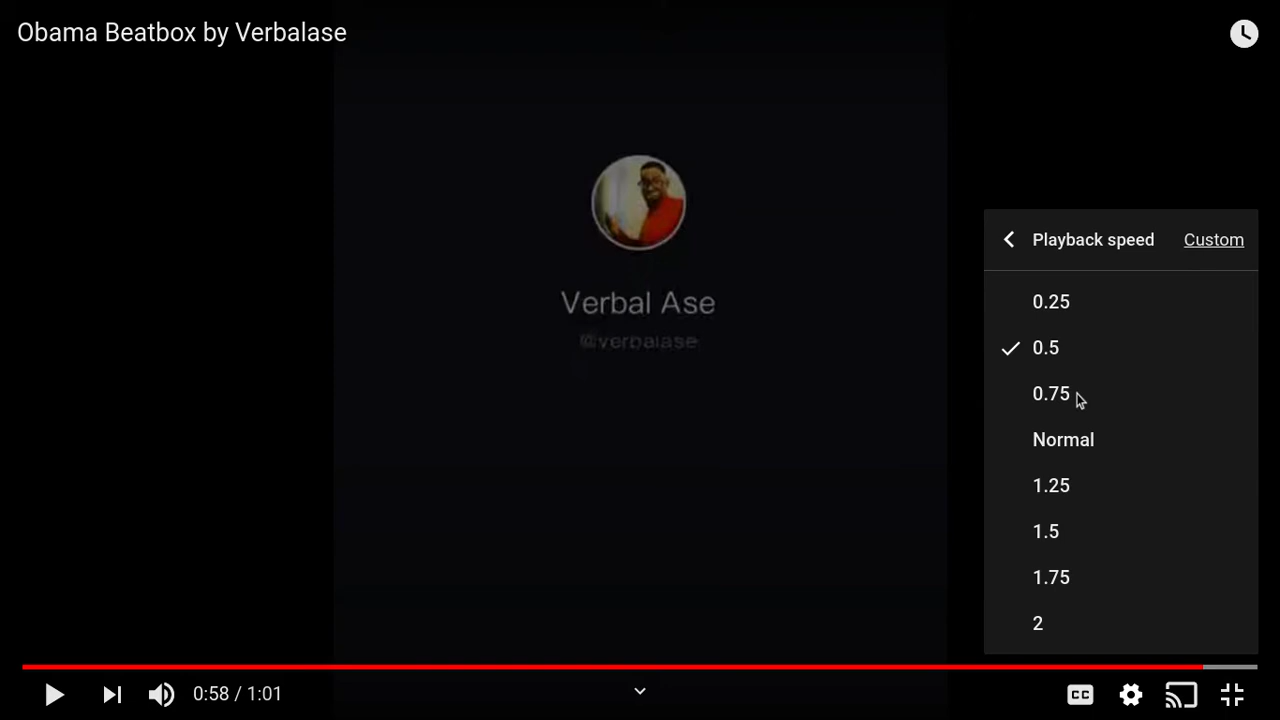 Obama Beatbox by Verbalase
Verbal Ase
@verbalase
Playback speed Custom
0.25
0.5
0.75
Normal
1.25
1.5
1.75
2
0:58 / 1:01
CC